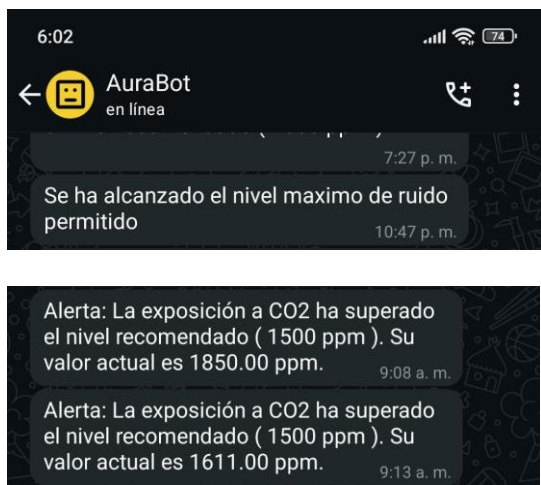 6:02
74
AuraBot
en línea
7:27 p. m.
Se ha alcanzado el nivel maximo de ruido
permitido
10:47 p. m.
Alerta: La exposición a CO2 ha superado
el nivel recomendado ( 1500 ppm ). Su
valor actual es 1850.00 ppm.
9:08 a. m.
Alerta: La exposición a CO2 ha superado
el nivel recomendado ( 1500 ppm ). Su
valor actual es 1611.00 ppm.
9:13 a. m.